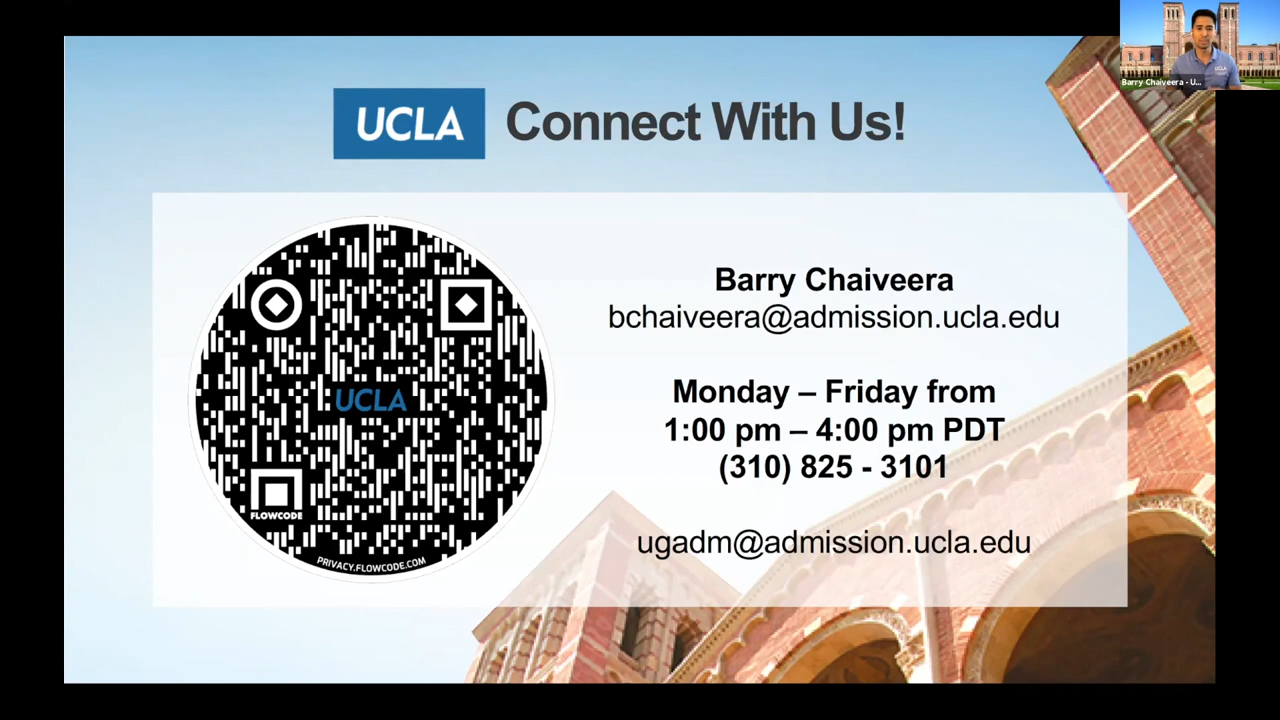 UCLA Connect With Us!
Barry Chaiveera - U...
UCLA
UCLA
FLOWCODE
PRIVACY.FLOWCODE.COM
Barry Chaiveera
bchaiveera@admission.ucla.edu
Monday – Friday from
1:00 pm – 4:00 pm PDT
(310) 825 - 3101
ugadm@admission.ucla.edu